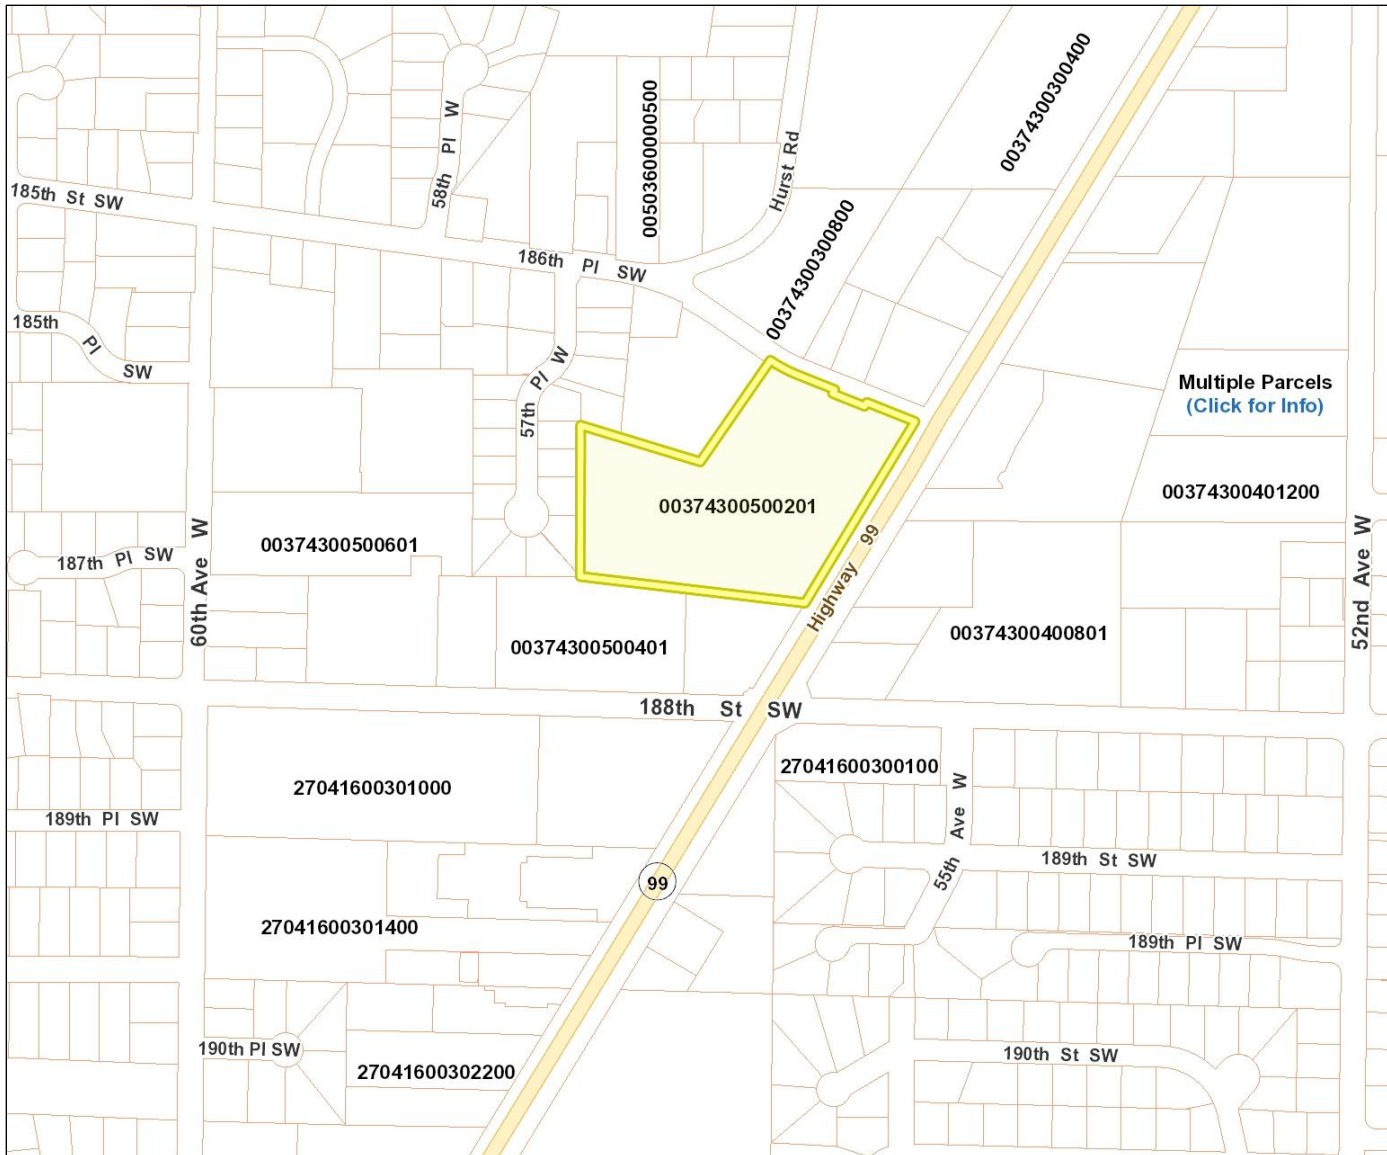 00374300300400
00503600000500
58th Pl W
Hurst Rd
185th St SW
00374300300800
186th Pl SW
185th Pl SW
57th Pl W
Multiple Parcels
(Click for Info)
00374300401200
00374300500201
60th Ave W
00374300500601
Highway 99
52nd Ave W
187th Pl SW
00374300400801
00374300500401
188th St SW
27041600300100
27041600301000
189th Pl SW
55th Ave W
189th St SW
99
27041600301400
189th Pl SW
190th Pl SW
190th St SW
27041600302200